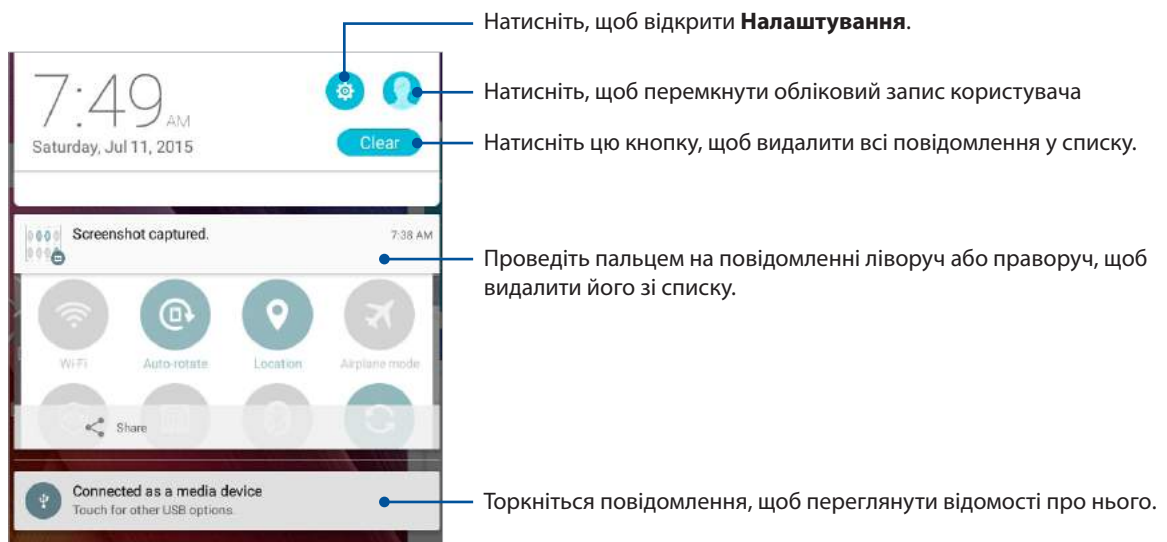 Натисніть, щоб відкрити Налаштування.
7:49 AM
Saturday, Jul 11, 2015
Натисніть, щоб перемкнути обліковий запис користувача
Clear
Натисніть цю кнопку, щоб видалити всі повідомлення у списку.
Screenshot captured.
7:38 AM
Проведіть пальцем на повідомленні ліворуч або праворуч, щоб
видалити його зі списку.
Wi-Fi
Auto-rotate
Location
Airplane mode
Share
Connected as a media device
Touch for other USB options.
Торкніться повідомлення, щоб переглянути відомості про нього.